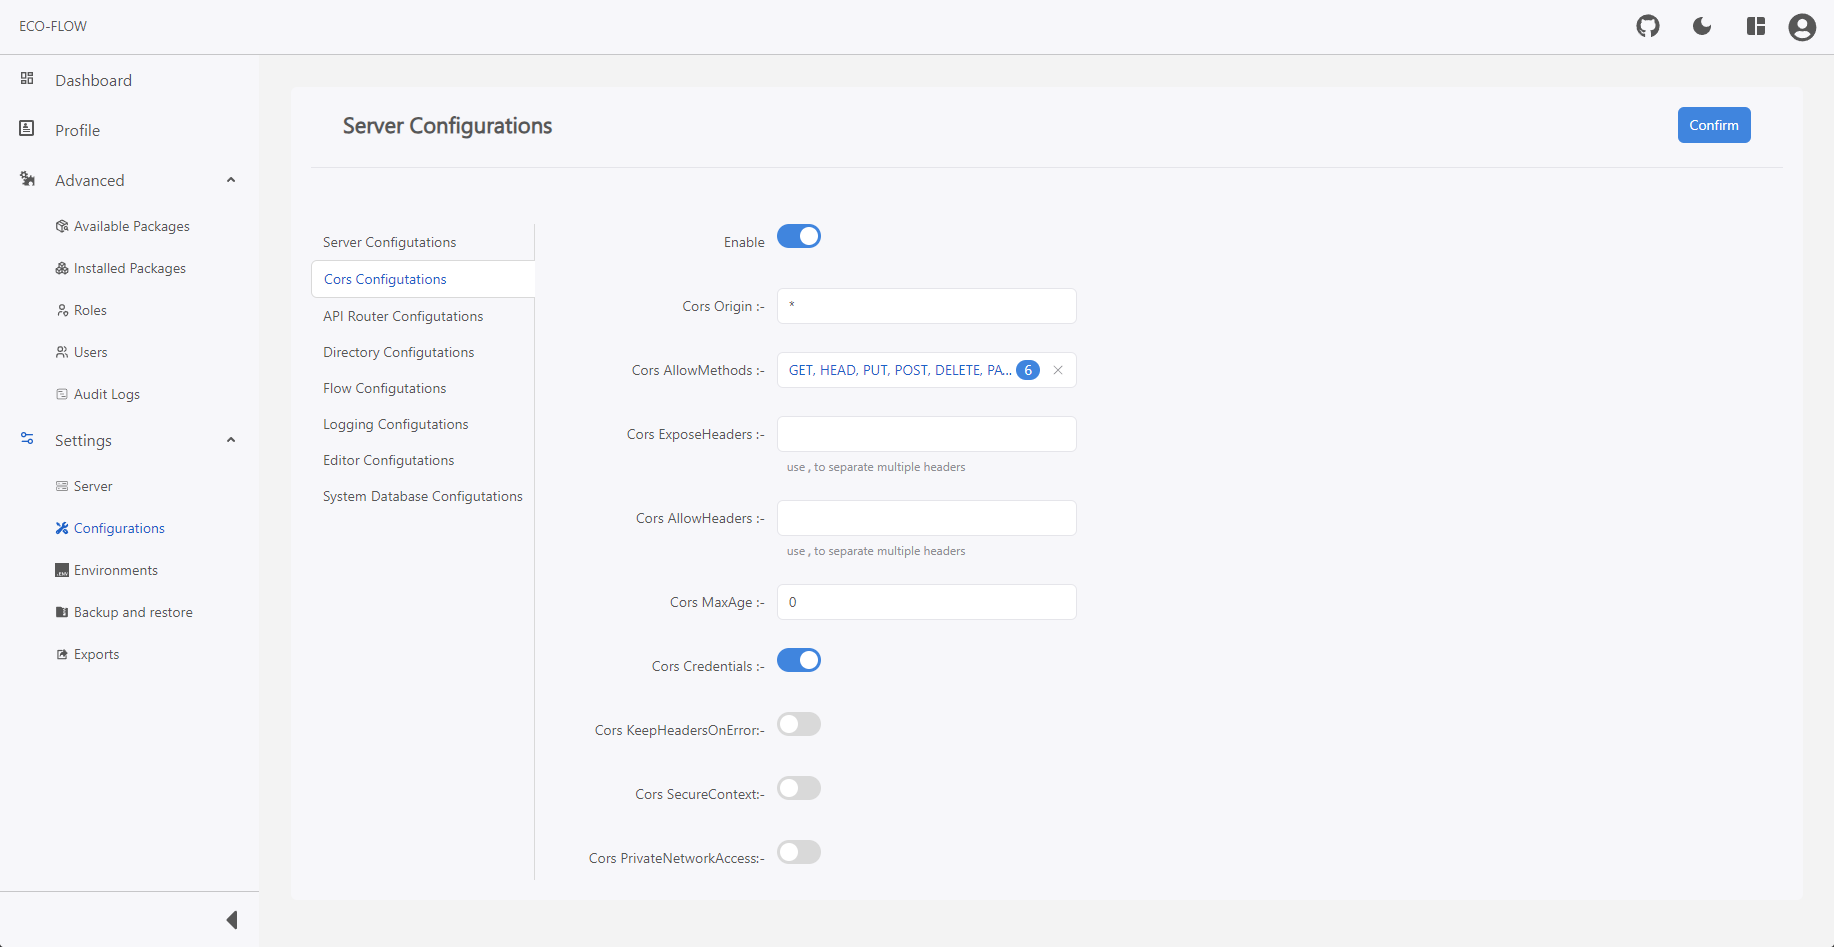 ECO-FLOW
Dashboard
Profile
Advanced
Available Packages
Installed Packages
Roles
Users
Audit Logs
Settings
Server
Configurations
.ENV
Environments
Backup and restore
Exports
Server Configurations
Confirm
Server Configutations
Cors Configutations
API Router Configutations
Directory Configutations
Flow Configutations
Logging Configutations
Editor Configutations
System Database Configutations
Enable
Cors Origin :- *
Cors AllowMethods :- GET, HEAD, PUT, POST, DELETE, PA... 6
Cors ExposeHeaders :-
use , to separate multiple headers
Cors AllowHeaders :-
use , to separate multiple headers
Cors MaxAge :- 0
Cors Credentials :-
Cors KeepHeadersOnError:-
Cors SecureContext:-
Cors PrivateNetworkAccess:-